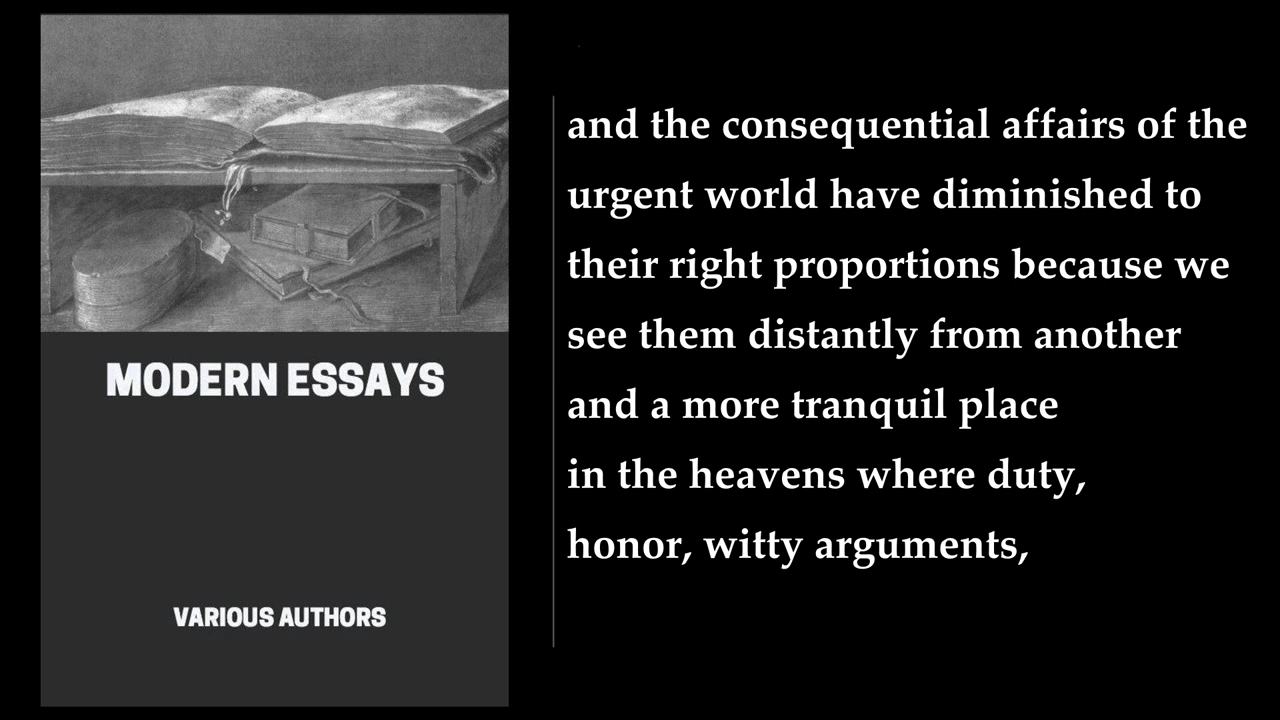 MODERN ESSAYS
VARIOUS AUTHORS
and the consequential affairs of the
urgent world have diminished to
their right proportions because we
see them distantly from another
and a more tranquil place
in the heavens where duty,
honor, witty arguments,